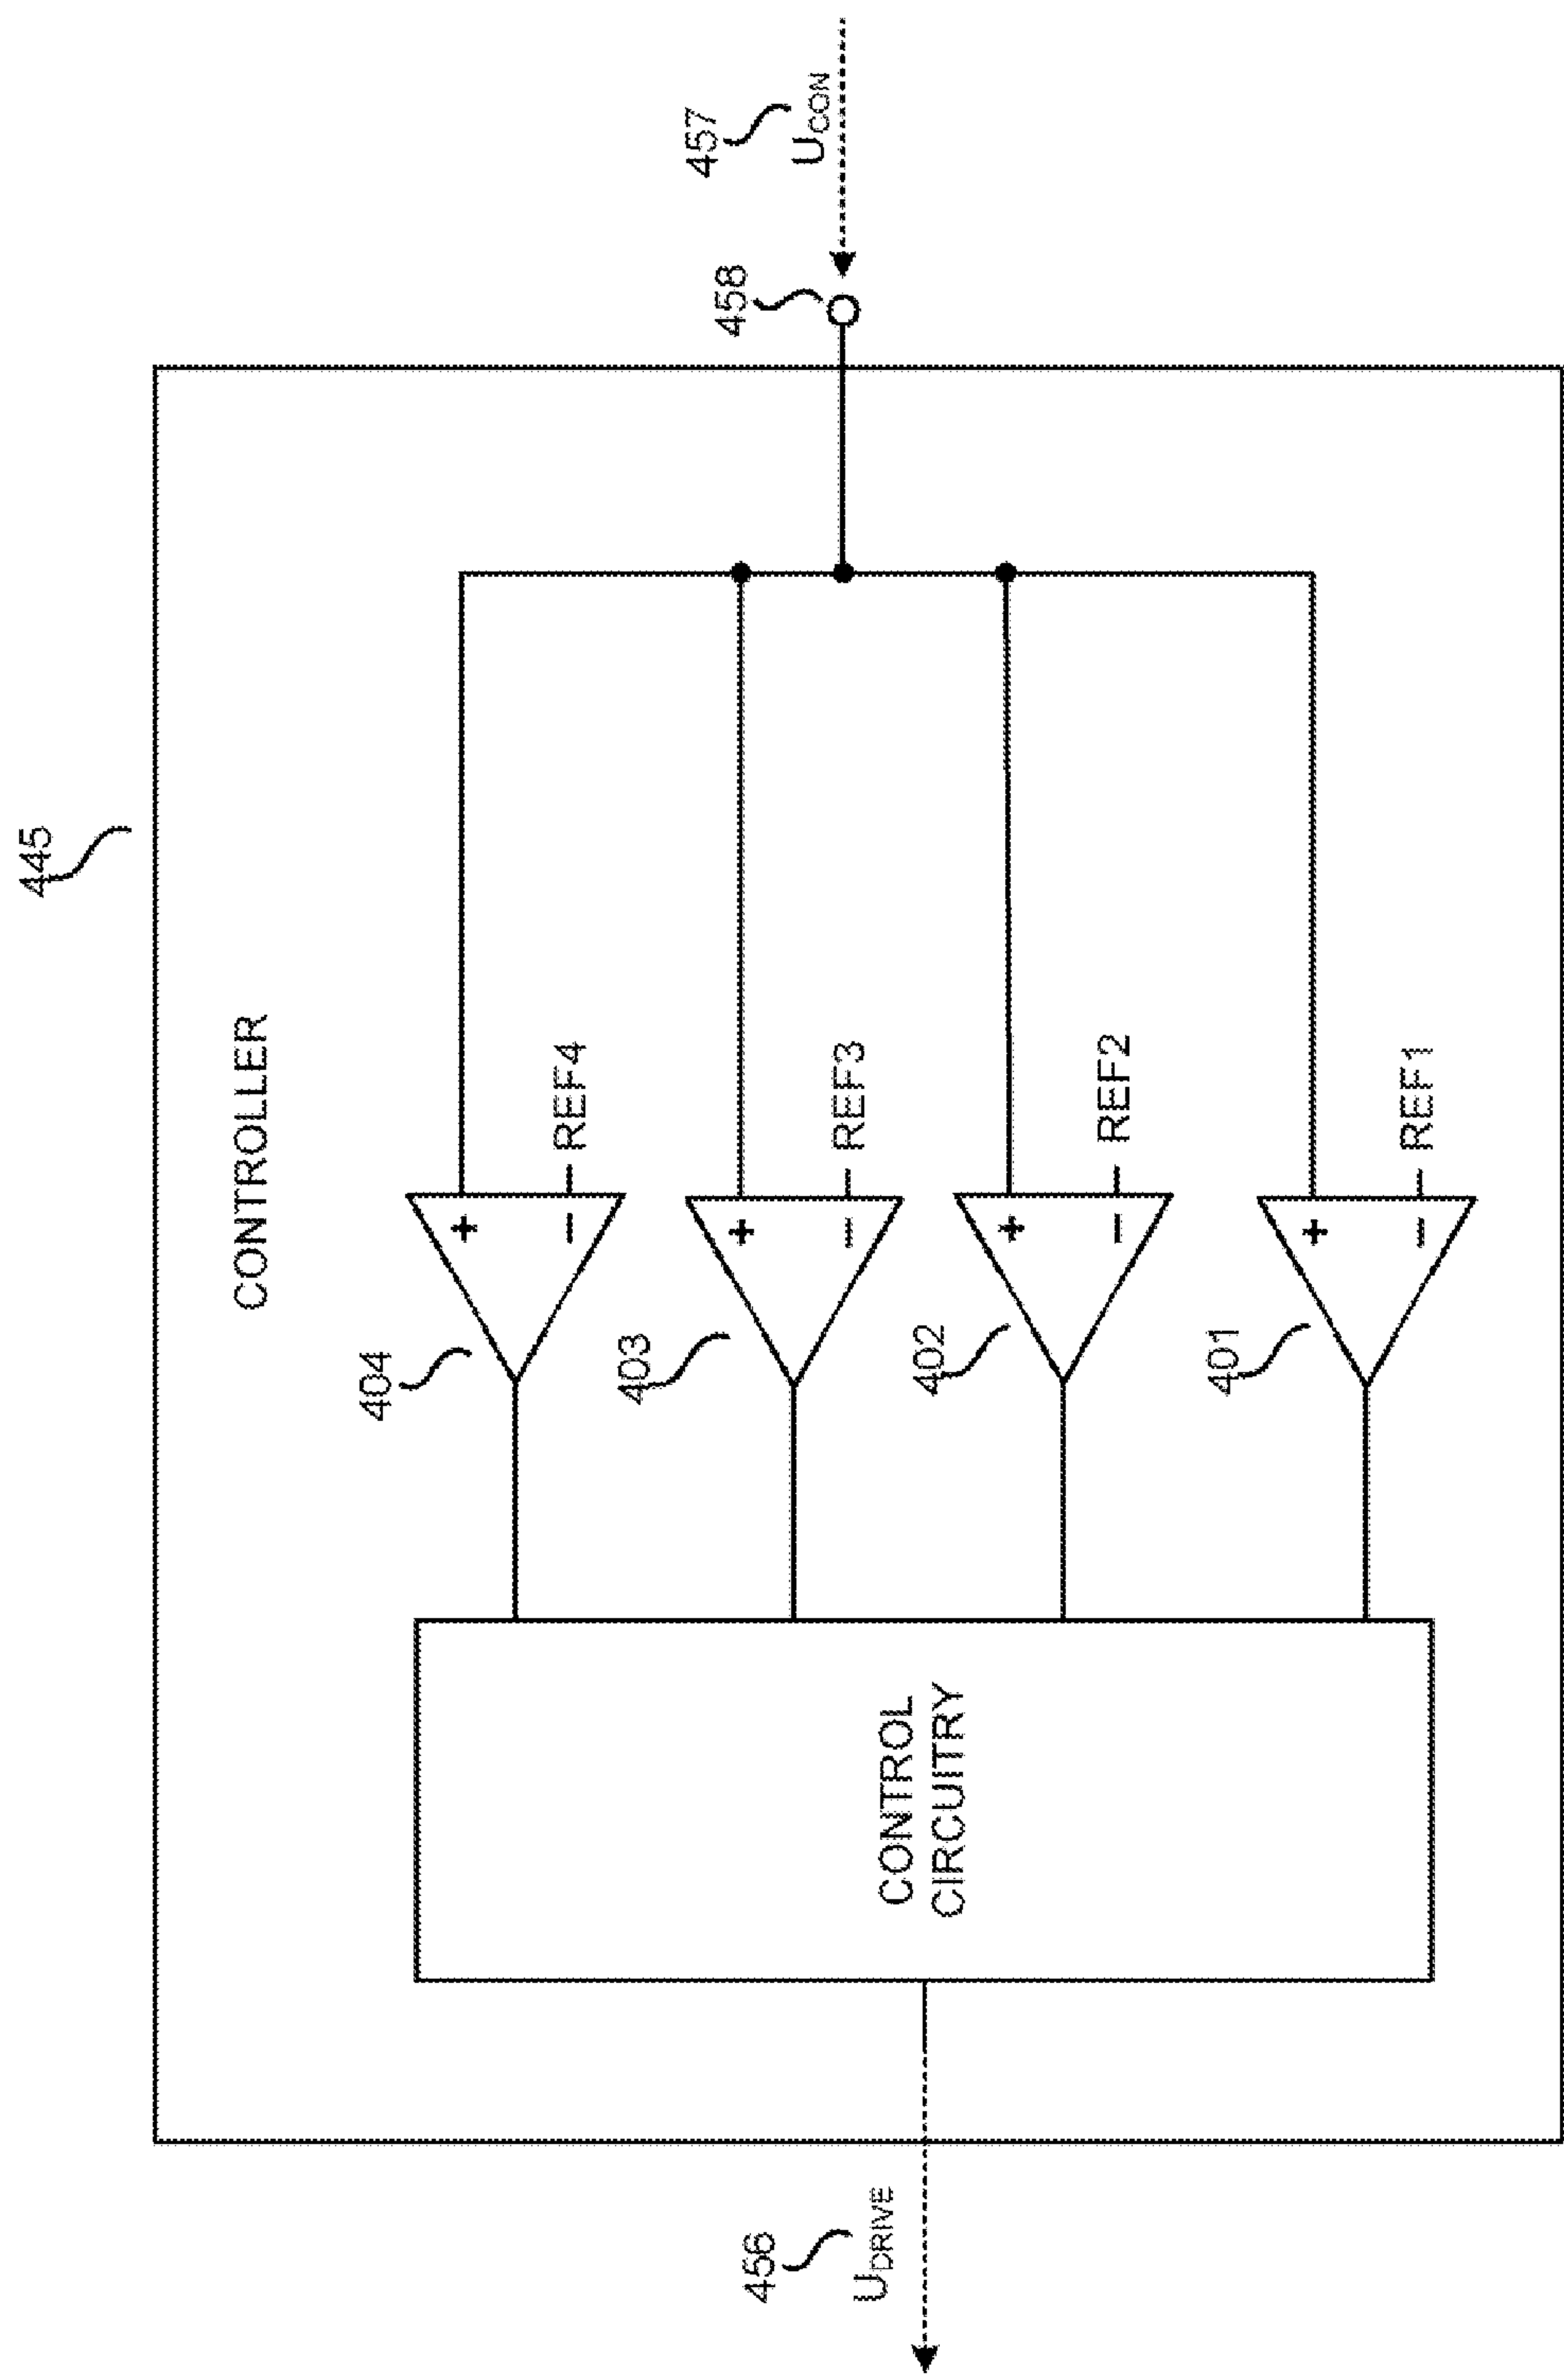 445
CONTROLLER
404
+
−
REF4
403
+
−
REF3
457
UCON
458
402
+
−
REF2
401
+
−
REF1
CONTROL
CIRCUITRY
456
UDRIVE